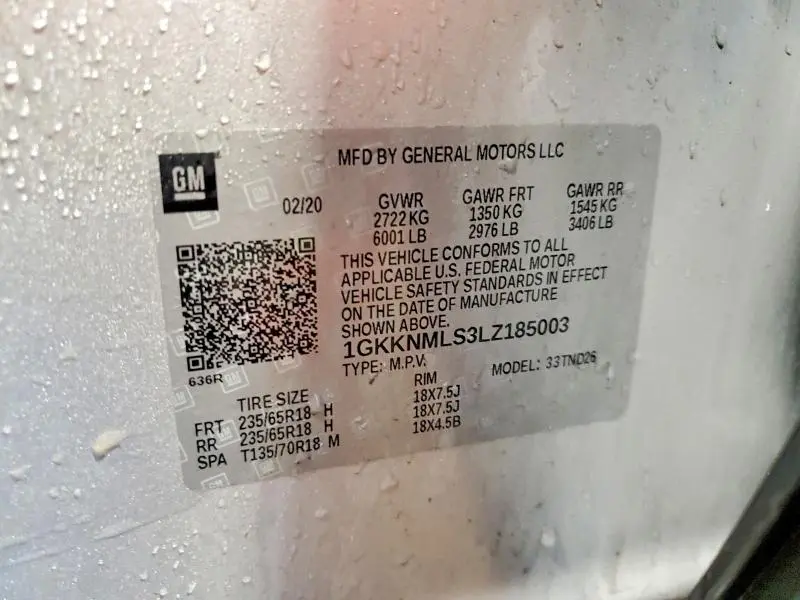 GM
MFD BY GENERAL MOTORS LLC
02/20
GVWR GAWR FRT GAWR RR
2722 KG 1350 KG 1545 KG
6001 LB 2976 LB 3406 LB
THIS VEHICLE CONFORMS TO ALL
APPLICABLE U.S. FEDERAL MOTOR
VEHICLE SAFETY STANDARDS IN EFFECT
ON THE DATE OF MANUFACTURE
SHOWN ABOVE.
1GKKNMLS3LZ185003
TYPE: M.P.V. MODEL: 33TND26
636R
TIRE SIZE RIM
FRT 235/65R18 H 18X7.5J
RR 235/65R18 H 18X7.5J
SPA T135/70R18 M 18X4.5B